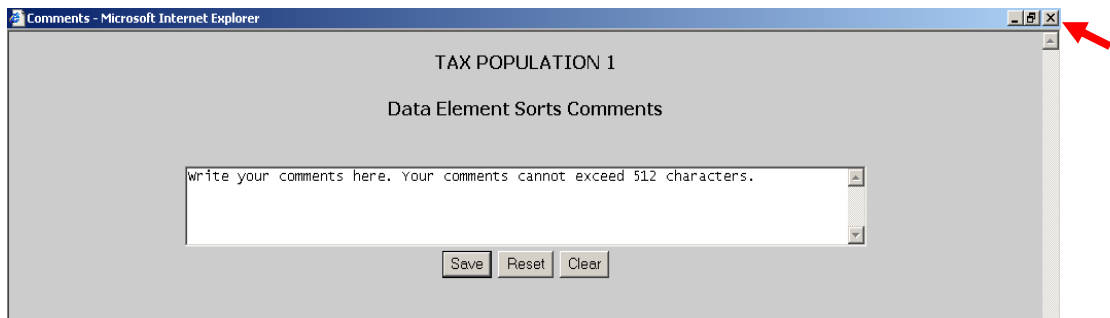 Comments - Microsoft Internet Explorer
TAX POPULATION 1
Data Element Sorts Comments
Write your comments here. Your comments cannot exceed 512 characters.
Save Reset Clear